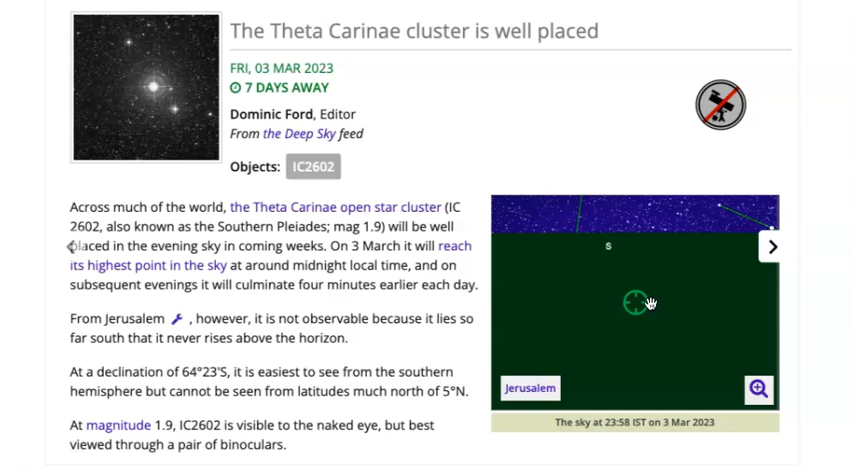 The Theta Carinae cluster is well placed
FRI, 03 MAR 2023
7 DAYS AWAY
Dominic Ford, Editor
From the Deep Sky feed
Objects: IC2602
Across much of the world, the Theta Carinae open star cluster (IC
2602, also known as the Southern Pleiades; mag 1.9) will be well
placed in the evening sky in coming weeks. On 3 March it will reach
its highest point in the sky at around midnight local time, and on
subsequent evenings it will culminate four minutes earlier each day.
From Jerusalem , however, it is not observable because it lies so
far south that it never rises above the horizon.
At a declination of 64°23'S, it is easiest to see from the southern
hemisphere but cannot be seen from latitudes much north of 5°N.
At magnitude 1.9, IC2602 is visible to the naked eye, but best
viewed through a pair of binoculars.
S
Jerusalem
The sky at 23:58 IST on 3 Mar 2023